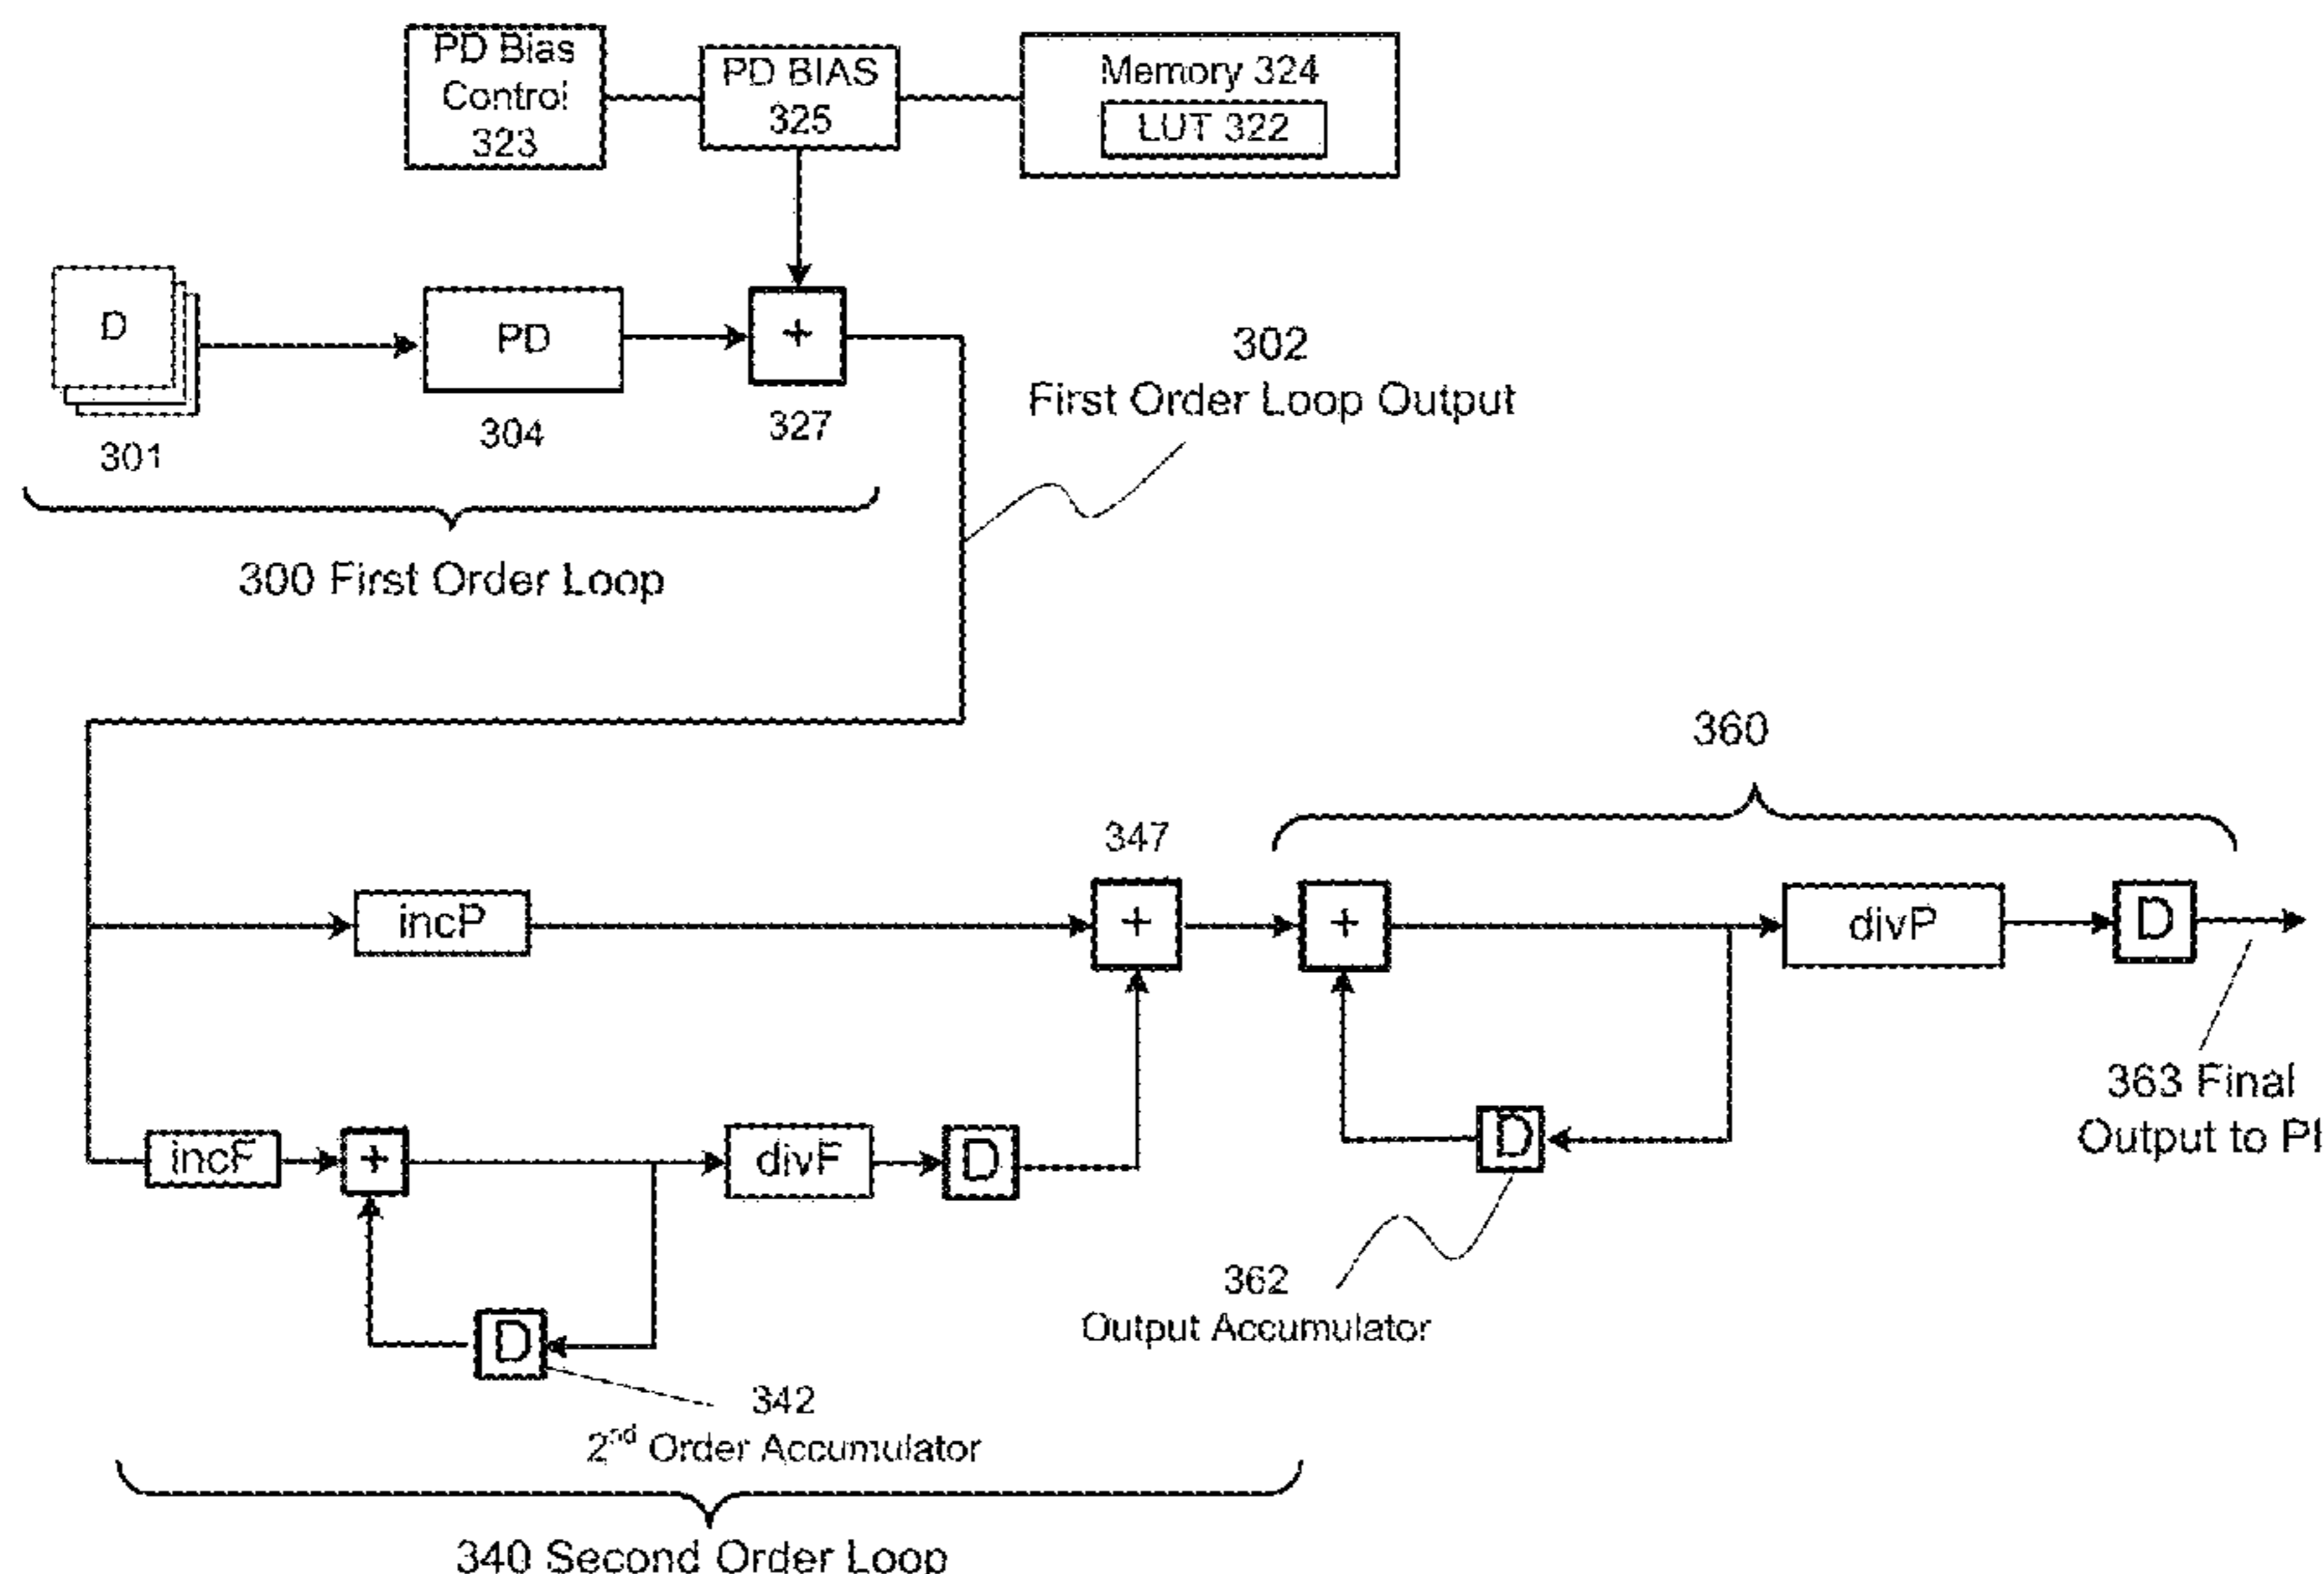 PD Bias
Control
323
PD BIAS
325
Memory 324
LUT 322
D
PD
+
301
304
327
302
First Order Loop Output
300 First Order Loop
360
347
incP
+
+
divP
D
incF
+
divF
D
D
363 Final
Output to PI
D
362
Output Accumulator
342
2nd Order Accumulator
340 Second Order Loop